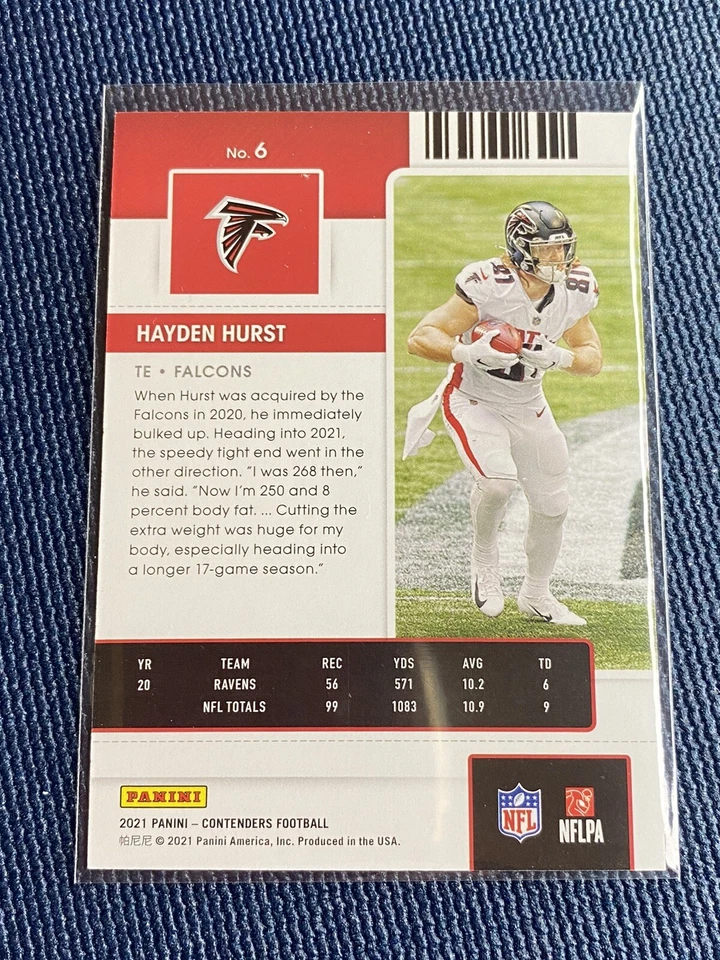 No. 6
HAYDEN HURST
TE • FALCONS
When Hurst was acquired by the
Falcons in 2020, he immediately
bulked up. Heading into 2021,
the speedy tight end went in the
other direction. "I was 268 then,"
he said. "Now I'm 250 and 8
percent body fat. ... Cutting the
extra weight was huge for my
body, especially heading into
a longer 17-game season."
81
81
YR TEAM REC YDS AVG TD
20 RAVENS 56 571 10.2 6
NFL TOTALS 99 1083 10.9 9
PANINI
2021 PANINI – CONTENDERS FOOTBALL
帕尼尼 © 2021 Panini America, Inc. Produced in the USA.
NFL
NFLPA